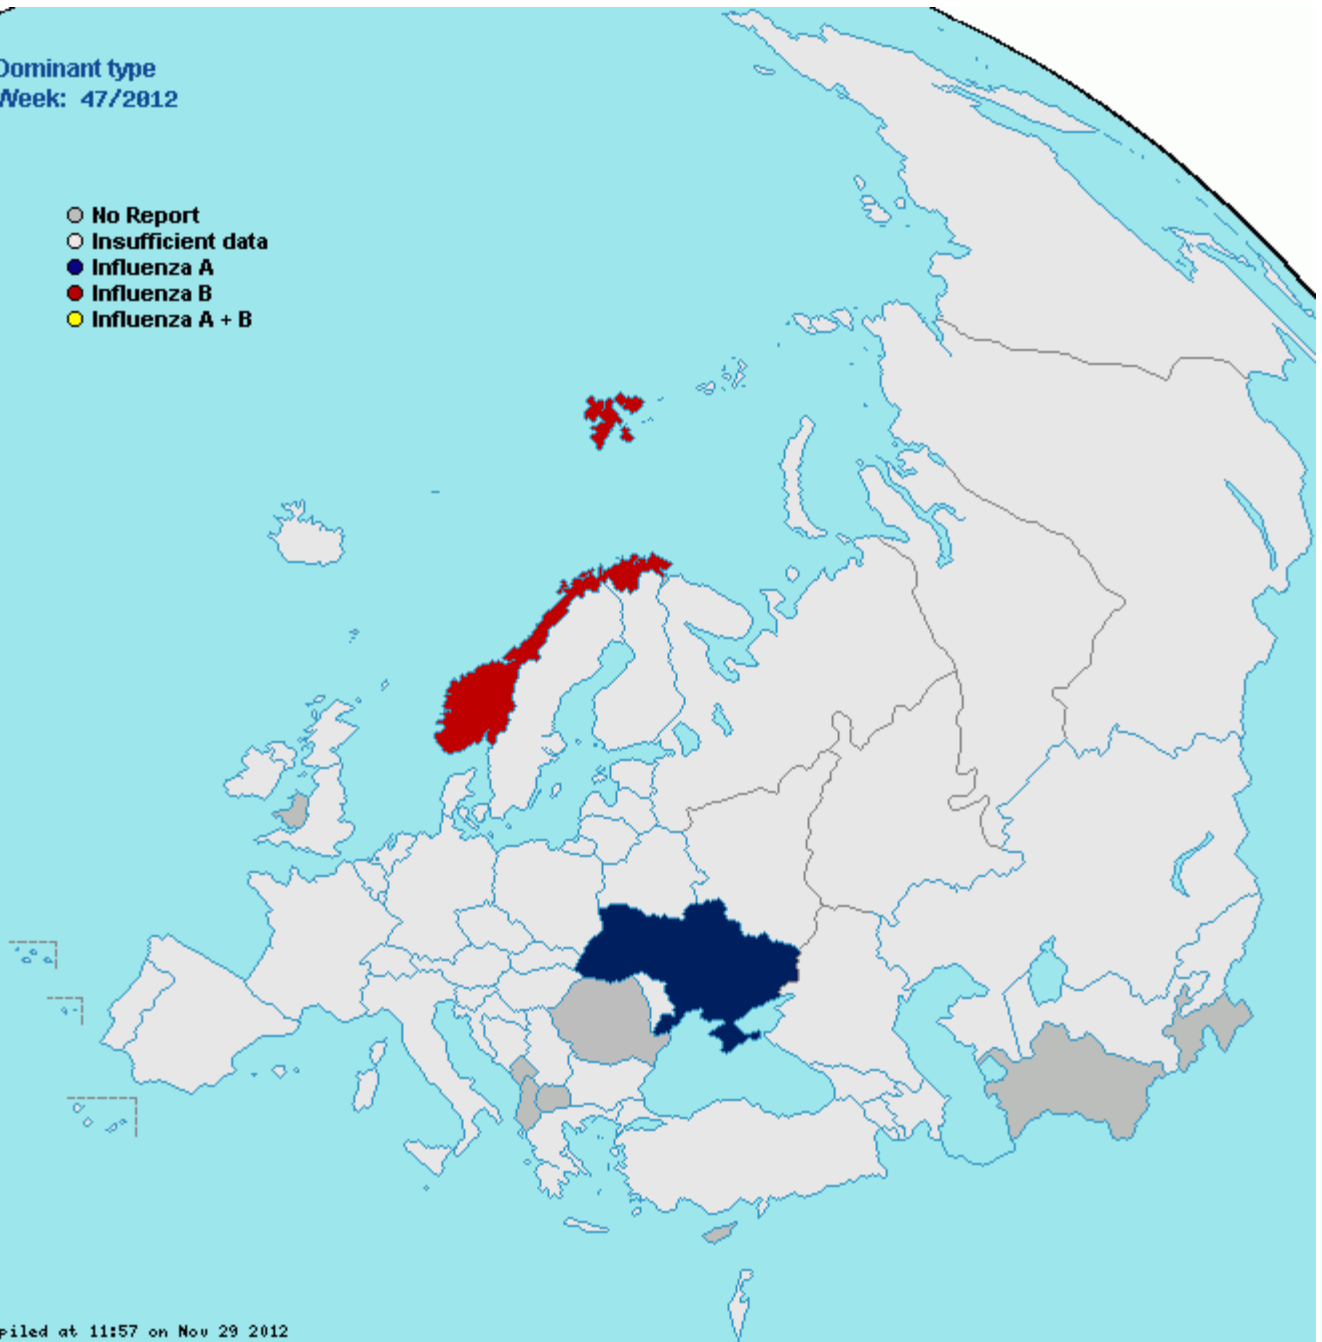 Dominant type
Week: 47/2012
No Report
Insufficient data
Influenza A
Influenza B
Influenza A + B
piled at 11:57 on Nov 29 2012